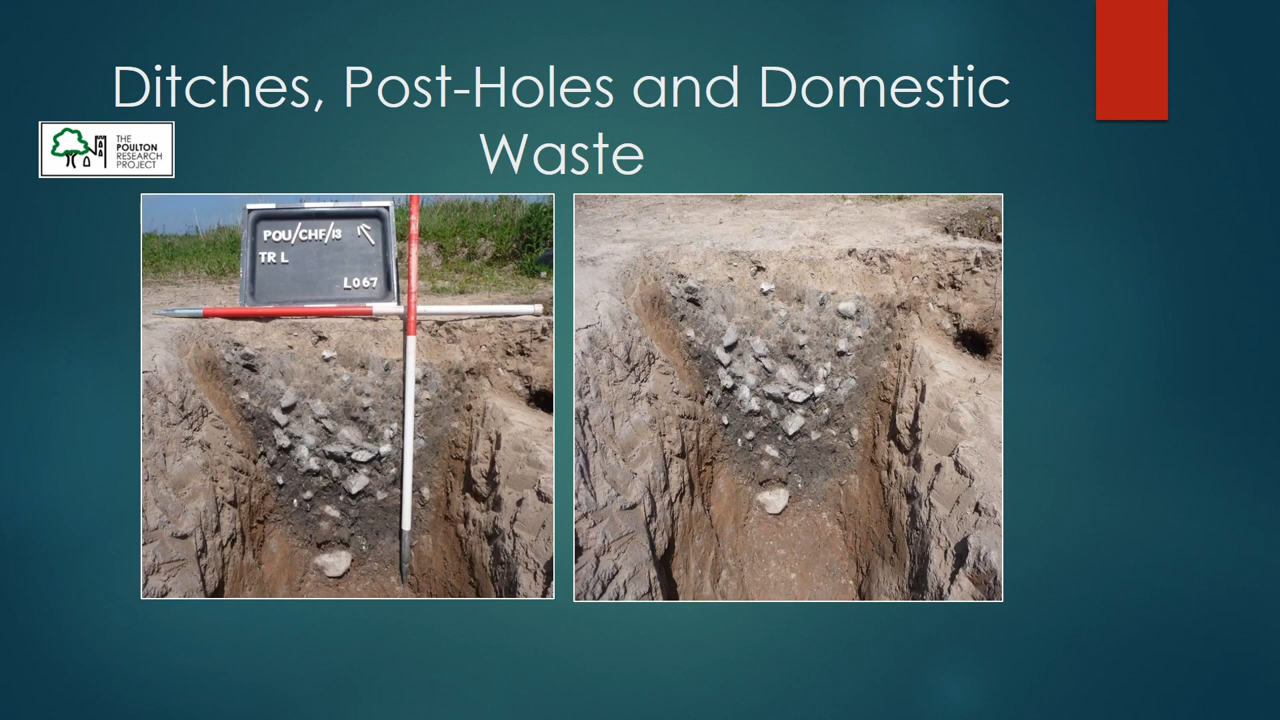 Ditches, Post-Holes and Domestic
Waste
THE
POULTON
RESEARCH
PROJECT
POU/CHF/13
TR L
L067